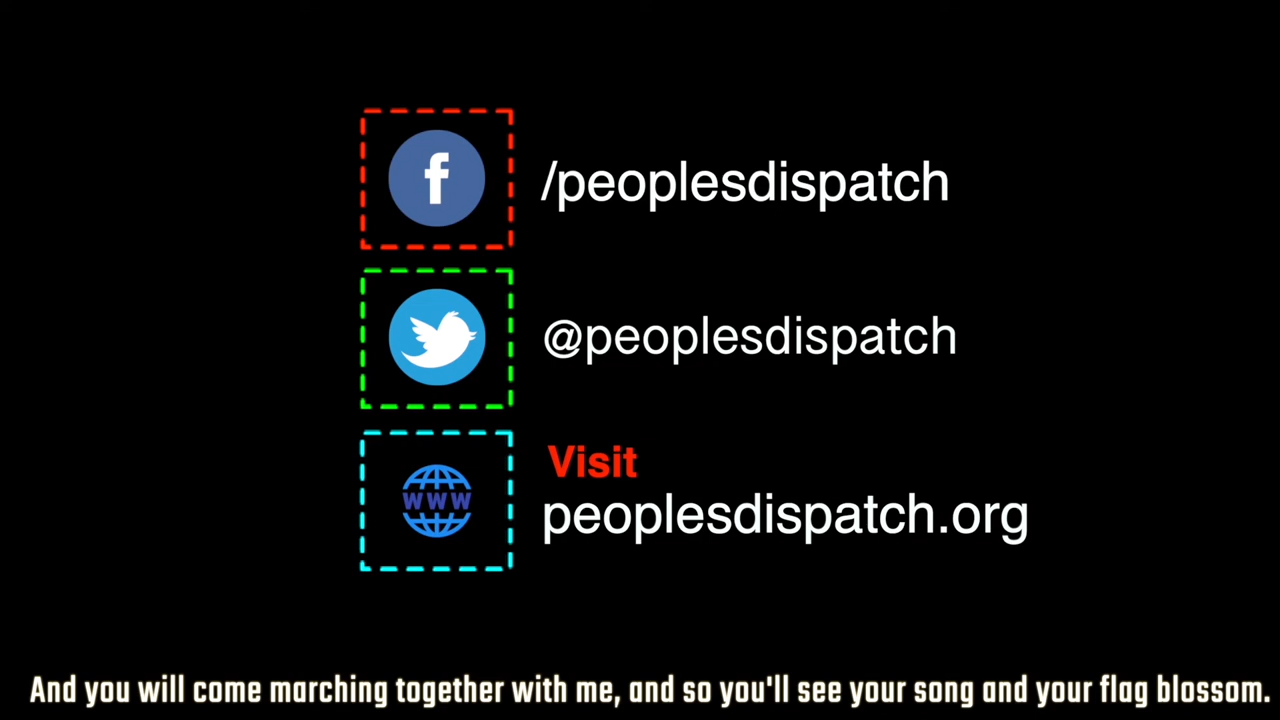 f
/peoplesdispatch
@peoplesdispatch
WWW
Visit
peoplesdispatch.org
And you will come marching together with me, and so you'll see your song and your flag blossom.